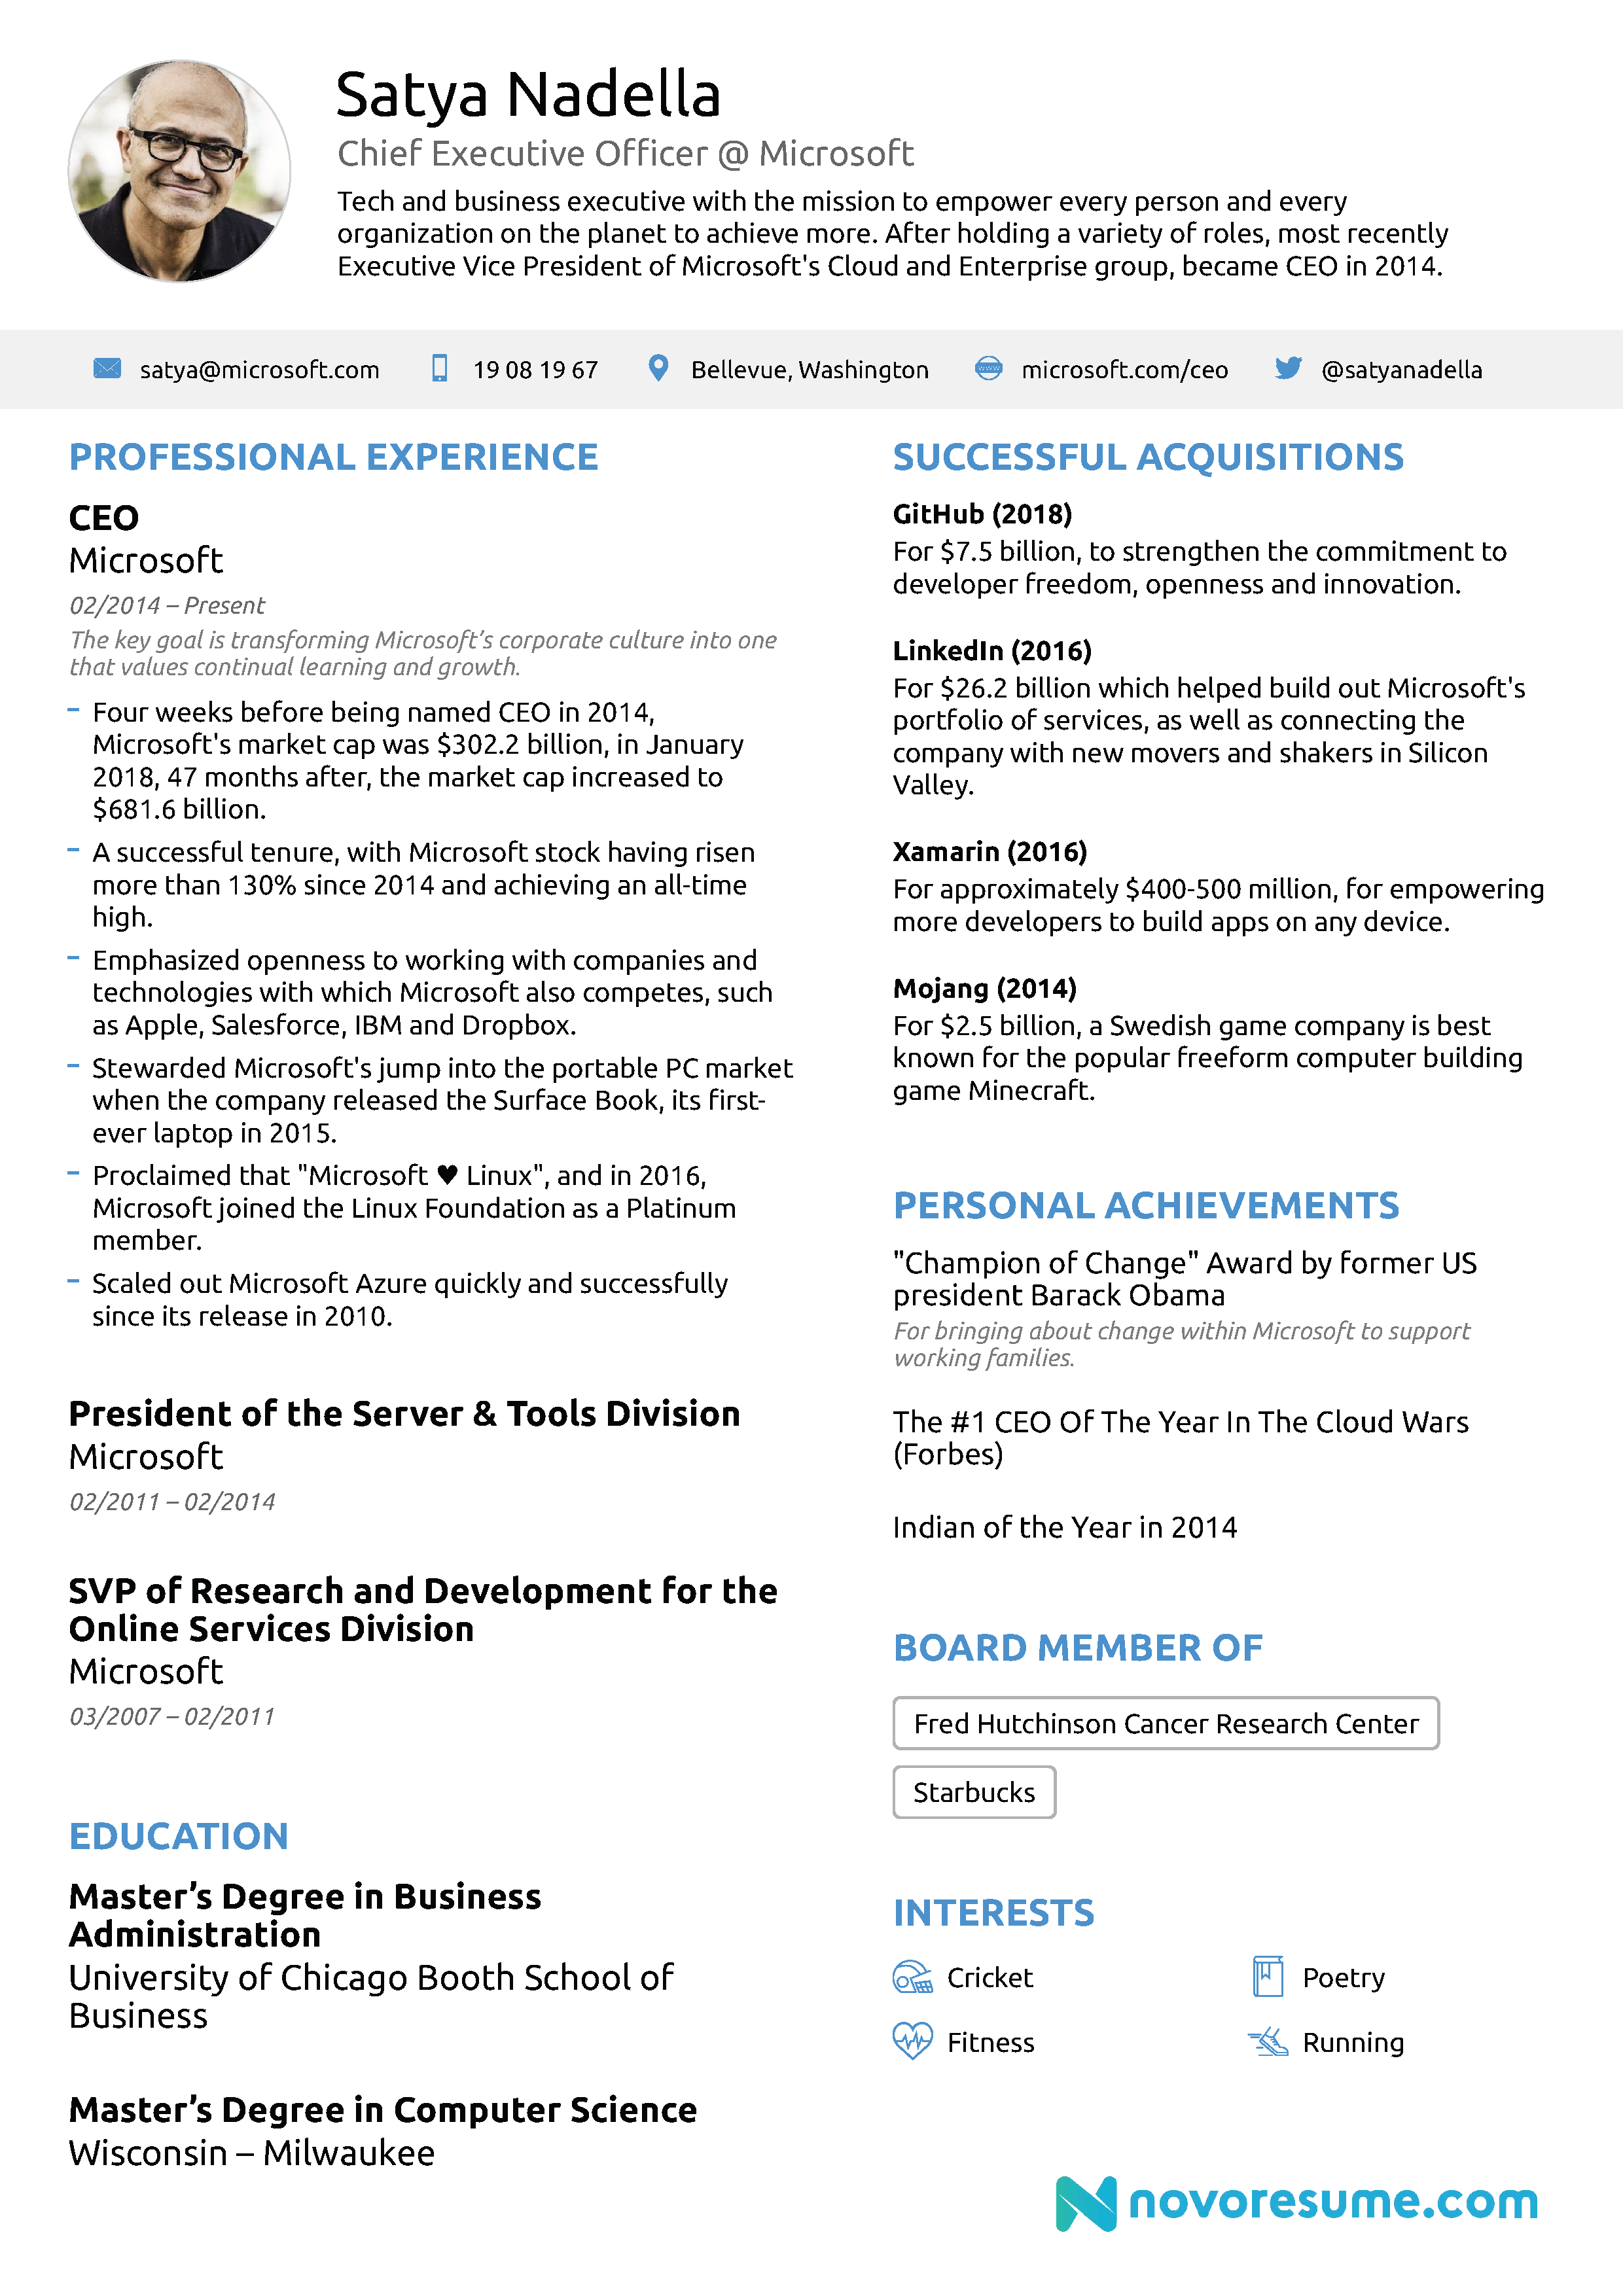 Satya Nadella
Chief Executive Officer @ Microsoft
Tech and business executive with the mission to empower every person and every
organization on the planet to achieve more. After holding a variety of roles, most recently
Executive Vice President of Microsoft's Cloud and Enterprise group, became CEO in 2014.
satya@microsoft.com
19 08 19 67
Bellevue, Washington
microsoft.com/ceo
@satyanadella
PROFESSIONAL EXPERIENCE
CEO
Microsoft
02/2014 – Present
The key goal is transforming Microsoft’s corporate culture into one
that values continual learning and growth.
– Four weeks before being named CEO in 2014,
Microsoft's market cap was $302.2 billion, in January
2018, 47 months after, the market cap increased to
$681.6 billion.
– A successful tenure, with Microsoft stock having risen
more than 130% since 2014 and achieving an all-time
high.
– Emphasized openness to working with companies and
technologies with which Microsoft also competes, such
as Apple, Salesforce, IBM and Dropbox.
– Stewarded Microsoft's jump into the portable PC market
when the company released the Surface Book, its first-
ever laptop in 2015.
– Proclaimed that "Microsoft ♥ Linux", and in 2016,
Microsoft joined the Linux Foundation as a Platinum
member.
– Scaled out Microsoft Azure quickly and successfully
since its release in 2010.
President of the Server & Tools Division
Microsoft
02/2011 – 02/2014
SVP of Research and Development for the
Online Services Division
Microsoft
03/2007 – 02/2011
EDUCATION
Master’s Degree in Business
Administration
University of Chicago Booth School of
Business
Master’s Degree in Computer Science
Wisconsin – Milwaukee
SUCCESSFUL ACQUISITIONS
GitHub (2018)
For $7.5 billion, to strengthen the commitment to
developer freedom, openness and innovation.
LinkedIn (2016)
For $26.2 billion which helped build out Microsoft's
portfolio of services, as well as connecting the
company with new movers and shakers in Silicon
Valley.
Xamarin (2016)
For approximately $400-500 million, for empowering
more developers to build apps on any device.
Mojang (2014)
For $2.5 billion, a Swedish game company is best
known for the popular freeform computer building
game Minecraft.
PERSONAL ACHIEVEMENTS
"Champion of Change" Award by former US
president Barack Obama
For bringing about change within Microsoft to support
working families.
The #1 CEO Of The Year In The Cloud Wars
(Forbes)
Indian of the Year in 2014
BOARD MEMBER OF
Fred Hutchinson Cancer Research Center
Starbucks
INTERESTS
Cricket
Poetry
Fitness
Running
novoresume.com